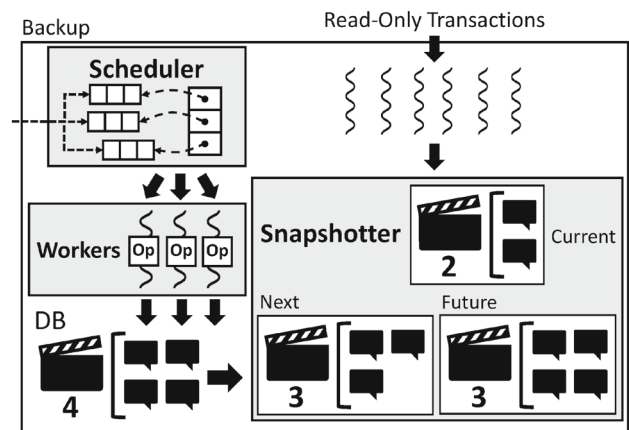 Read-Only Transactions
Backup
Scheduler
Workers
Op Op Op
Snapshotter
2
Current
DB
4
Next
3
Future
3